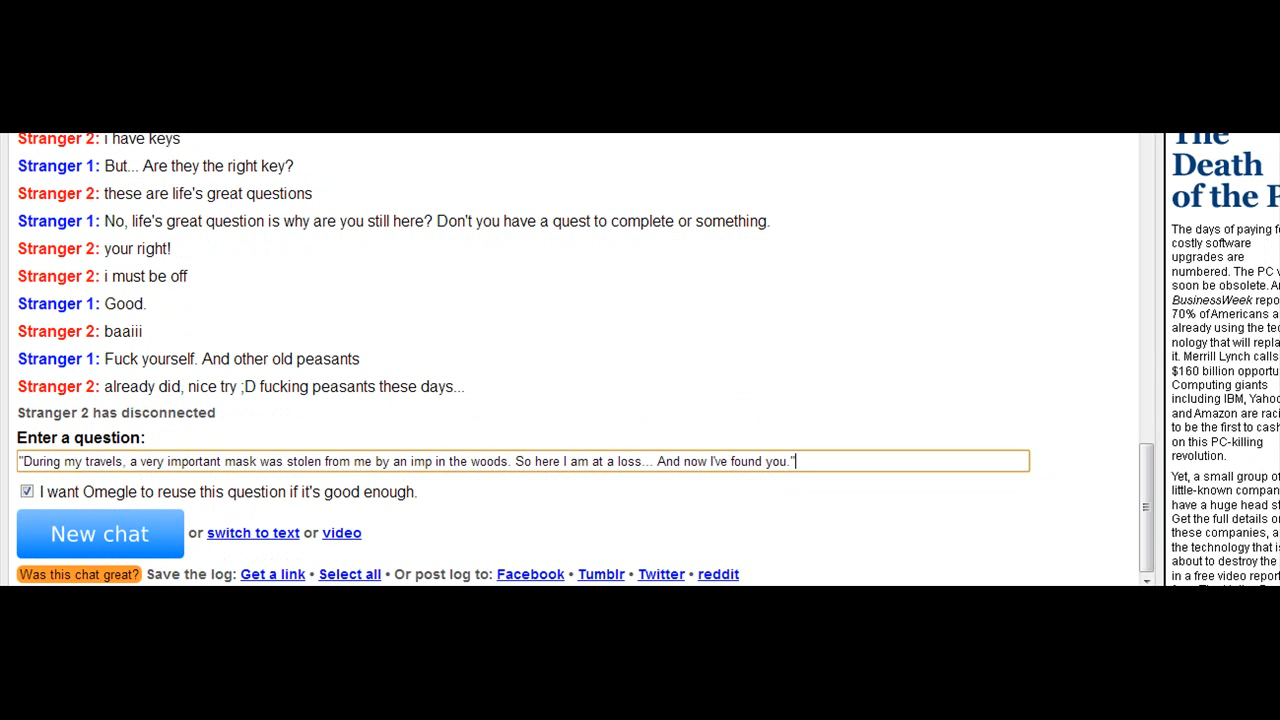 Stranger 2: i have keys
Stranger 1: But... Are they the right key?
Stranger 2: these are life's great questions
Stranger 1: No, life's great question is why are you still here? Don't you have a quest to complete or something.
Stranger 2: your right!
Stranger 2: i must be off
Stranger 1: Good.
Stranger 2: baaiii
Stranger 1: Fuck yourself. And other old peasants
Stranger 2: already did, nice try ;D fucking peasants these days...
Stranger 2 has disconnected
Enter a question:
"During my travels, a very important mask was stolen from me by an imp in the woods. So here I am at a loss... And now I've found you."
I want Omegle to reuse this question if it's good enough.
New chat or switch to text or video
Was this chat great? Save the log: Get a link • Select all • Or post log to: Facebook • Tumblr • Twitter • reddit
The
Death
of the
The days of paying
costly software
upgrades are
numbered. The PC
soon be obsolete.
BusinessWeek
70% of Americans
already using the
nology that will
it. Merrill Lynch calls
$160 billion
Computing giants
including IBM,
and Amazon are
to be the first to
on this PC-killing
revolution.
Yet, a small group of
little-known
have a huge head
Get the full details
these companies,
the technology that
about to destroy the
in a free video